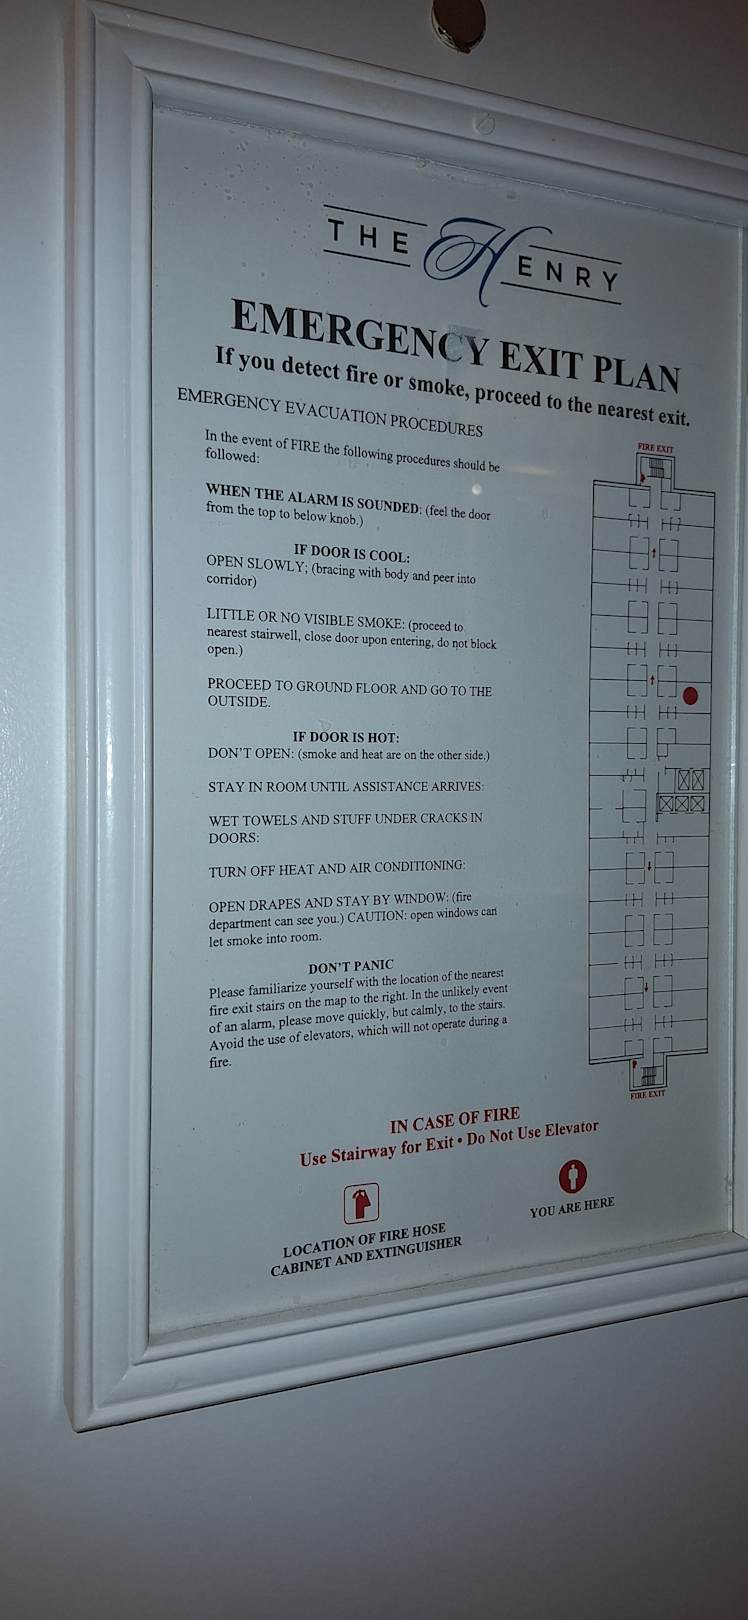 THE HENRY
EMERGENCY EXIT PLAN
If you detect fire or smoke, proceed to the nearest exit.
EMERGENCY EVACUATION PROCEDURES
In the event of FIRE the following procedures should be
followed:
WHEN THE ALARM IS SOUNDED: (feel the door
from the top to below knob.)
IF DOOR IS COOL:
OPEN SLOWLY; (bracing with body and peer into
corridor)
LITTLE OR NO VISIBLE SMOKE: (proceed to
nearest stairwell, close door upon entering, do not block
open.)
PROCEED TO GROUND FLOOR AND GO TO THE
OUTSIDE.
IF DOOR IS HOT:
DON'T OPEN: (smoke and heat are on the other side.)
STAY IN ROOM UNTIL ASSISTANCE ARRIVES:
WET TOWELS AND STUFF UNDER CRACKS IN
DOORS:
TURN OFF HEAT AND AIR CONDITIONING:
OPEN DRAPES AND STAY BY WINDOW: (fire
department can see you.) CAUTION: open windows can
let smoke into room.
DON'T PANIC
Please familiarize yourself with the location of the nearest
fire exit stairs on the map to the right. In the unlikely event
of an alarm, please move quickly, but calmly, to the stairs.
Avoid the use of elevators, which will not operate during a
fire.
FIRE EXIT
FIRE EXIT
IN CASE OF FIRE
Use Stairway for Exit • Do Not Use Elevator
LOCATION OF FIRE HOSE
CABINET AND EXTINGUISHER
YOU ARE HERE